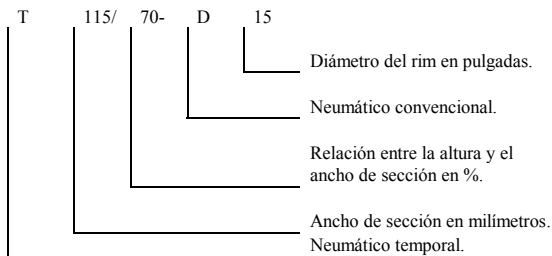 T 115/ 70- D 15
Diámetro del rim en pulgadas.
Neumático convencional.
Relación entre la altura y el
ancho de sección en %.
Ancho de sección en milímetros.
Neumático temporal.